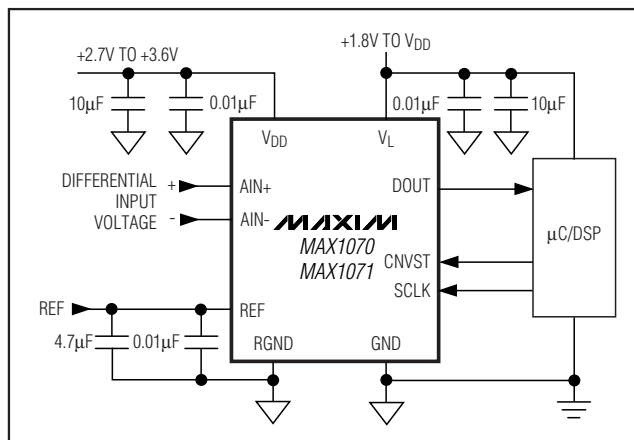 +2.7V TO +3.6V
+1.8V TO VDD
10µF
0.01µF
0.01µF
10µF
VDD
VL
DIFFERENTIAL
INPUT
VOLTAGE
+
-
AIN+
AIN-
DOUT
MAXIM
MAX1070
MAX1071
µC/DSP
CNVST
SCLK
REF
REF
4.7µF
0.01µF
RGND
GND